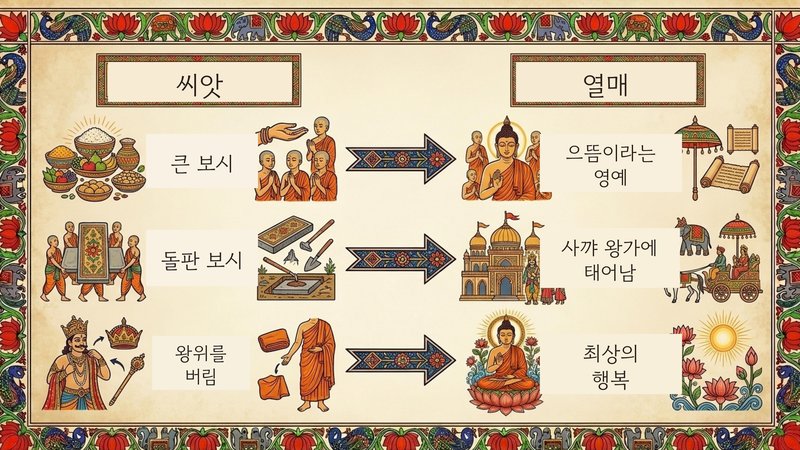 씨앗
열매
큰 보시
으뜸이라는
영예
돌판 보시
사꺄 왕가에
태어남
왕위를
버림
최상의
행복